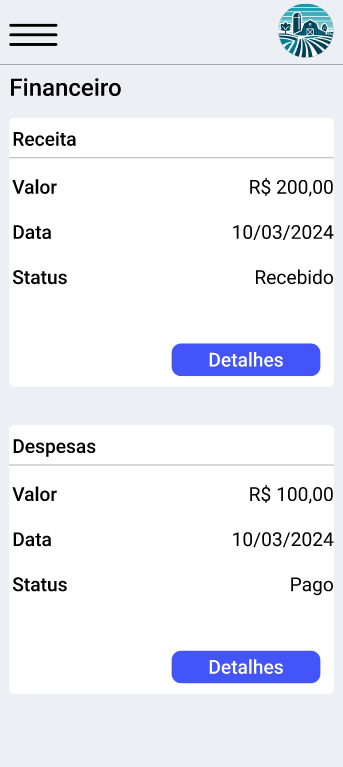 Financeiro
Receita
Valor R$ 200,00
Data 10/03/2024
Status Recebido
Detalhes
Despesas
Valor R$ 100,00
Data 10/03/2024
Status Pago
Detalhes